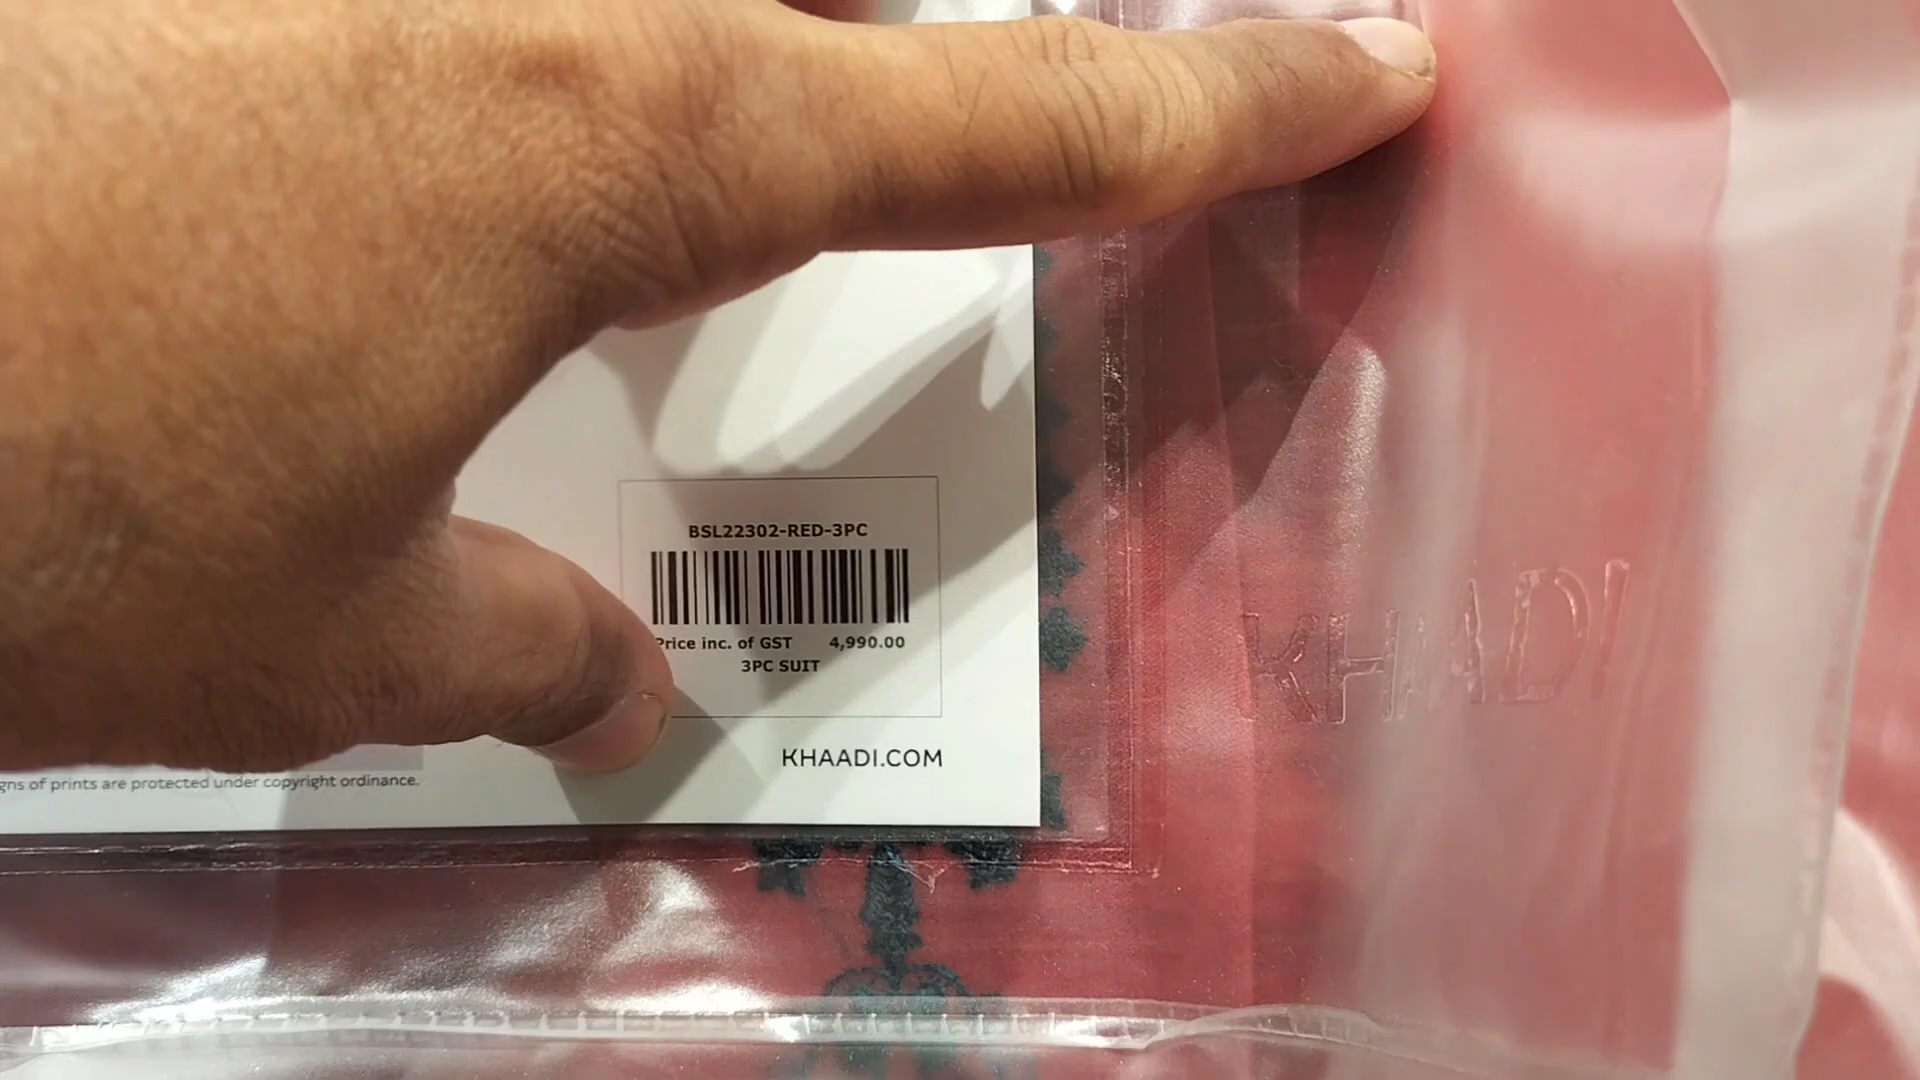 BSL22302-RED-3PC
Price inc. of GST 4,990.00
3PC SUIT
KHAADI
KHAADI.COM
gns of prints are protected under copyright ordinance.